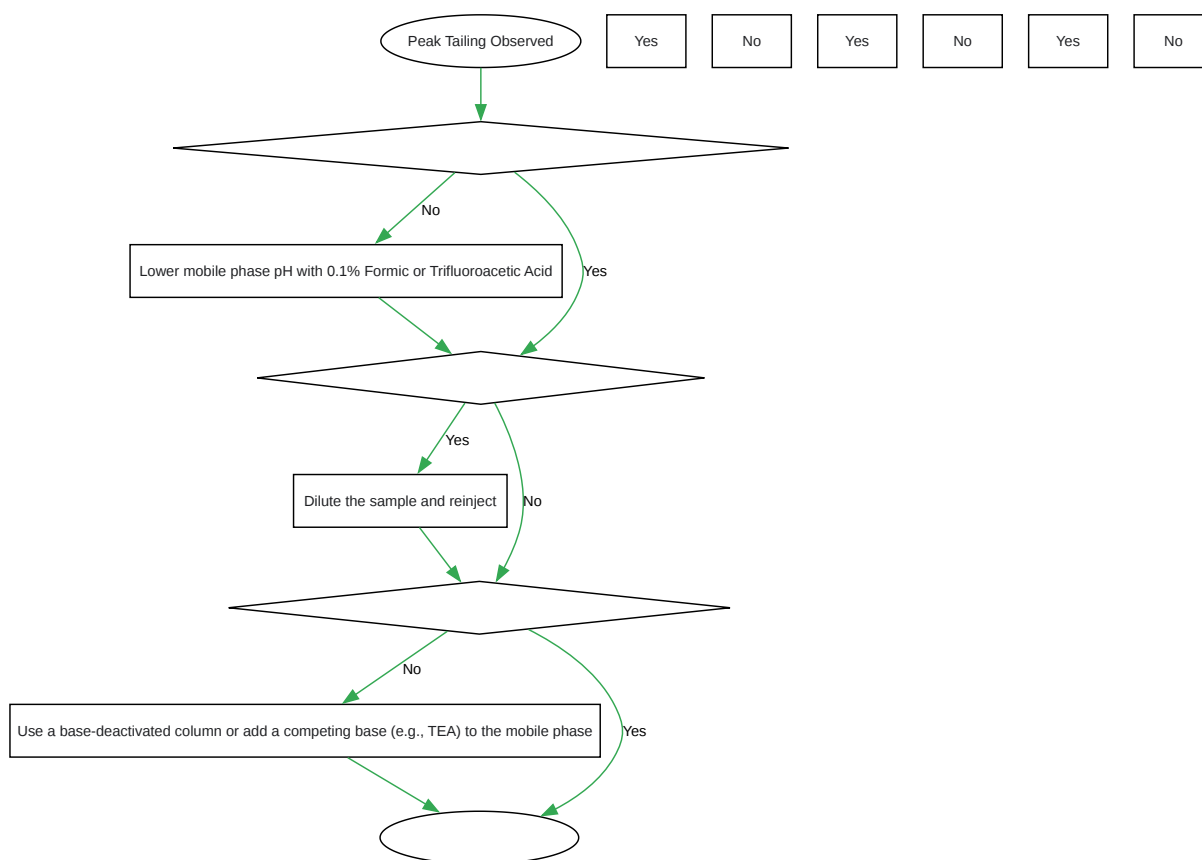 Peak Tailing Observed
Yes
No
Yes
No
Yes
No
No
Lower mobile phase pH with 0.1% Formic or Trifluoroacetic Acid
Yes
Yes
Dilute the sample and reinject
No
No
Use a base-deactivated column or add a competing base (e.g., TEA) to the mobile phase
Yes